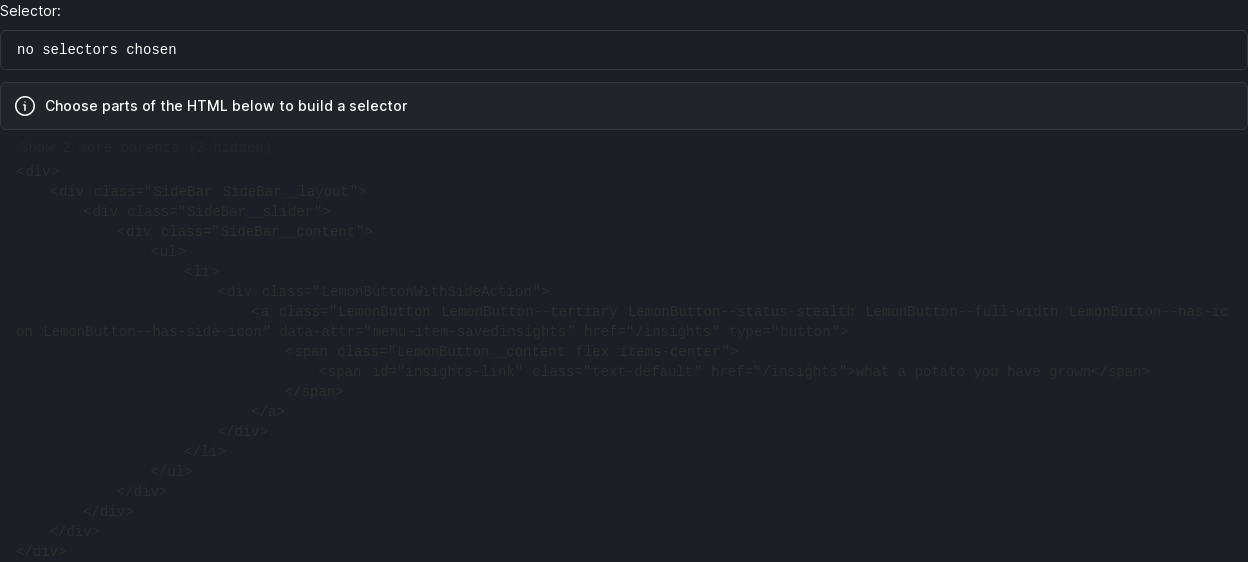 Selector:
no selectors chosen
Choose parts of the HTML below to build a selector
Show 2 more parents (2 hidden)
<div>
<div class="SideBar SideBar__layout">
<div class="SideBar__slider">
<div class="SideBar__content">
<ul>
<li>
<div class="LemonButtonWithSideAction">
<a class="LemonButton LemonButton--tertiary LemonButton--status-stealth LemonButton--full-width LemonButton--has-ic
on LemonButton--has-side-icon" data-attr="menu-item-savedinsights" href="/insights" type="button">
<span class="LemonButton__content flex items-center">
<span id="insights-link" class="text-default" href="/insights">what a potato you have grown</span>
</span>
</a>
</div>
</li>
</ul>
</div>
</div>
</div>
</div>